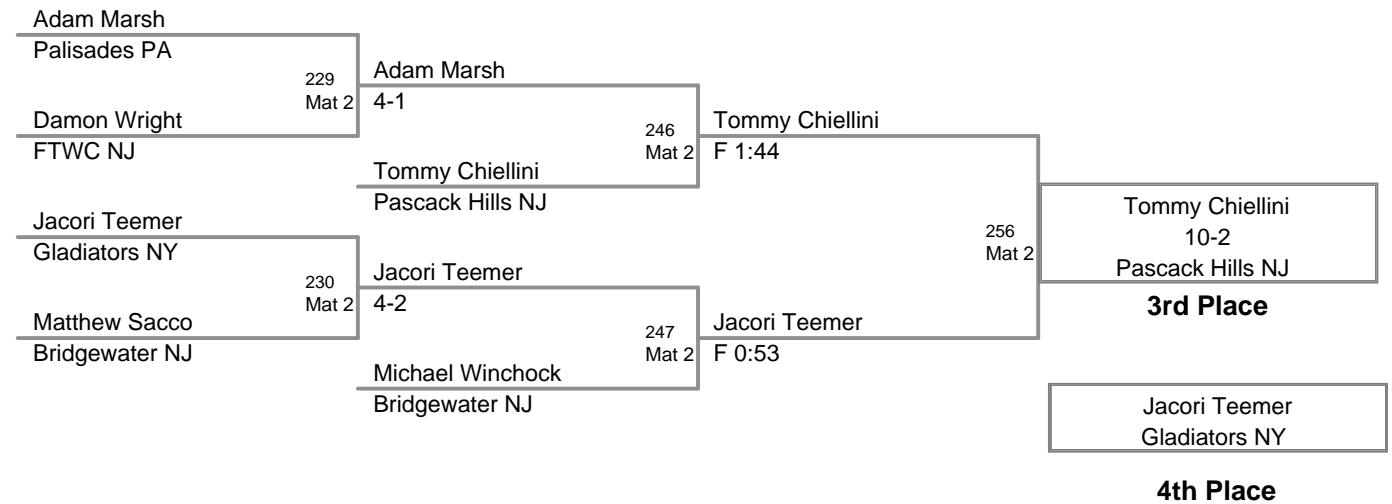 Adam Marsh
Palisades PA
229
Mat 2
Damon Wright
FTWC NJ
Adam Marsh
4-1
246
Mat 2
Tommy Chiellini
Pascack Hills NJ
Tommy Chiellini
F 1:44
Jacori Teemer
Gladiators NY
230
Mat 2
Matthew Sacco
Bridgewater NJ
Jacori Teemer
4-2
247
Mat 2
Michael Winchock
Bridgewater NJ
Jacori Teemer
F 0:53
256
Mat 2
Tommy Chiellini
10-2
Pascack Hills NJ
3rd Place
Jacori Teemer
Gladiators NY
4th Place